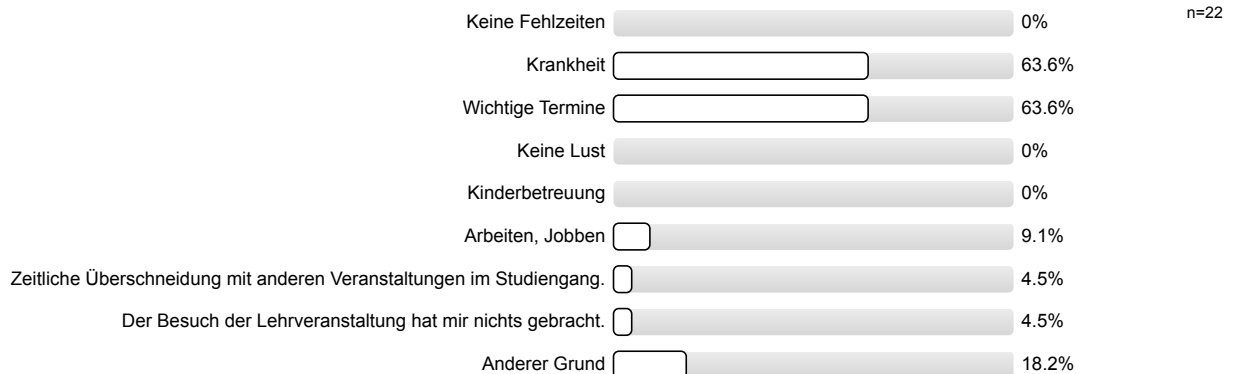 Keine Fehlzeiten 0% n=22
Krankheit 63.6%
Wichtige Termine 63.6%
Keine Lust 0%
Kinderbetreuung 0%
Arbeiten, Jobben 9.1%
Zeitliche Überschneidung mit anderen Veranstaltungen im Studiengang. 4.5%
Der Besuch der Lehrveranstaltung hat mir nichts gebracht. 4.5%
Anderer Grund 18.2%